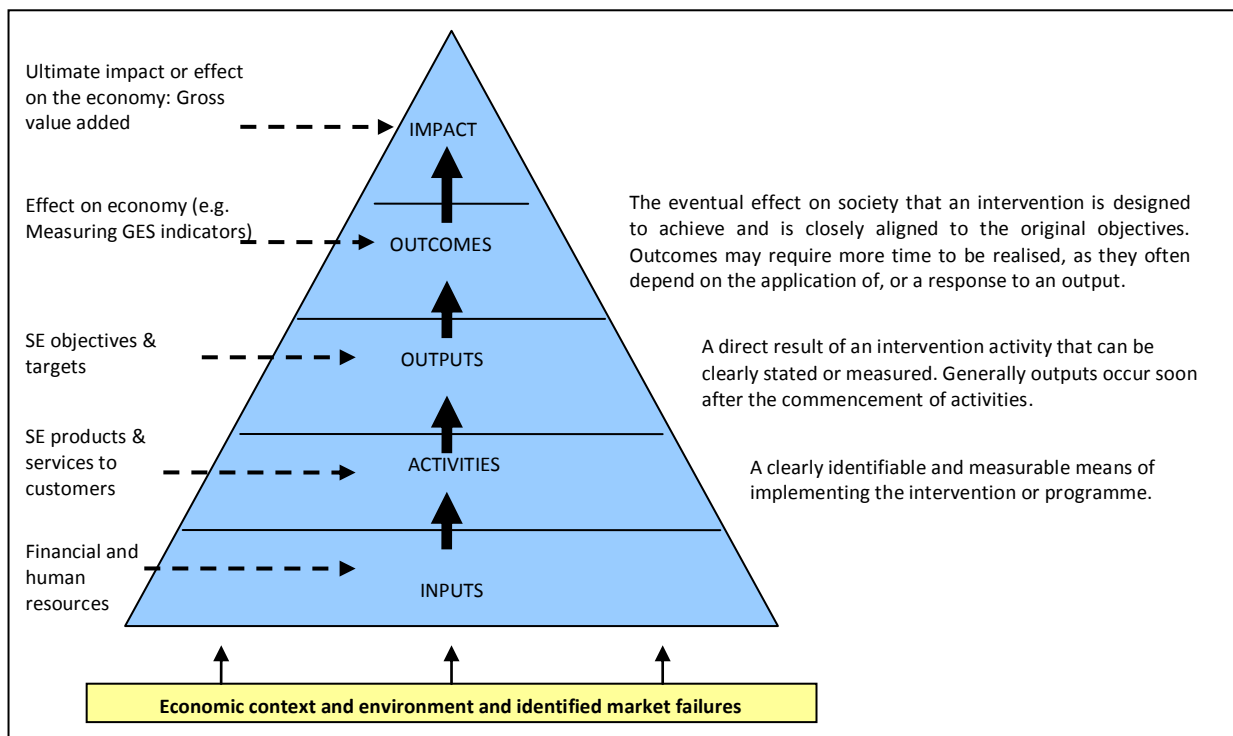 Ultimate impact or effect
on the economy: Gross
value added
IMPACT
Effect on economy (e.g.
Measuring GES indicators)
OUTCOMES
The eventual effect on society that an intervention is designed
to achieve and is closely aligned to the original objectives.
Outcomes may require more time to be realised, as they often
depend on the application of, or a response to an output.
SE objectives &
targets
OUTPUTS
A direct result of an intervention activity that can be
clearly stated or measured. Generally outputs occur soon
after the commencement of activities.
SE products &
services to
customers
ACTIVITIES
A clearly identifiable and measurable means of
implementing the intervention or programme.
Financial and
human
resources
INPUTS
Economic context and environment and identified market failures